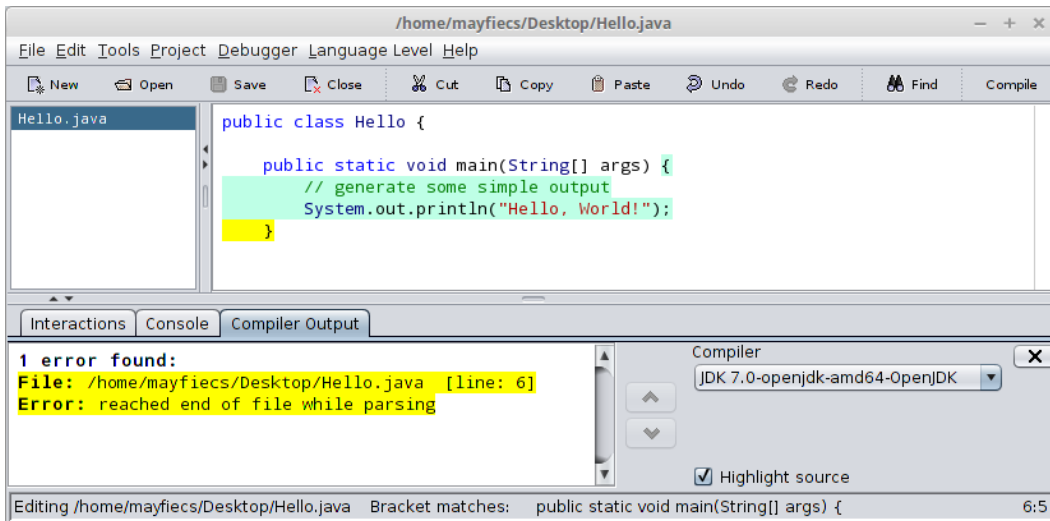 /home/mayfiecs/Desktop/Hello.java
File Edit Tools Project Debugger Language Level Help
New Open Save Close Cut Copy Paste Undo Redo Find Compile
Hello.java
public class Hello {
public static void main(String[] args) {
// generate some simple output
System.out.println("Hello, World!");
}
Interactions Console Compiler Output
1 error found:
File: /home/mayfiecs/Desktop/Hello.java [line: 6]
Error: reached end of file while parsing
Compiler
JDK 7.0-openjdk-amd64-OpenJDK
Highlight source
Editing /home/mayfiecs/Desktop/Hello.java Bracket matches: public static void main(String[] args) { 6:5